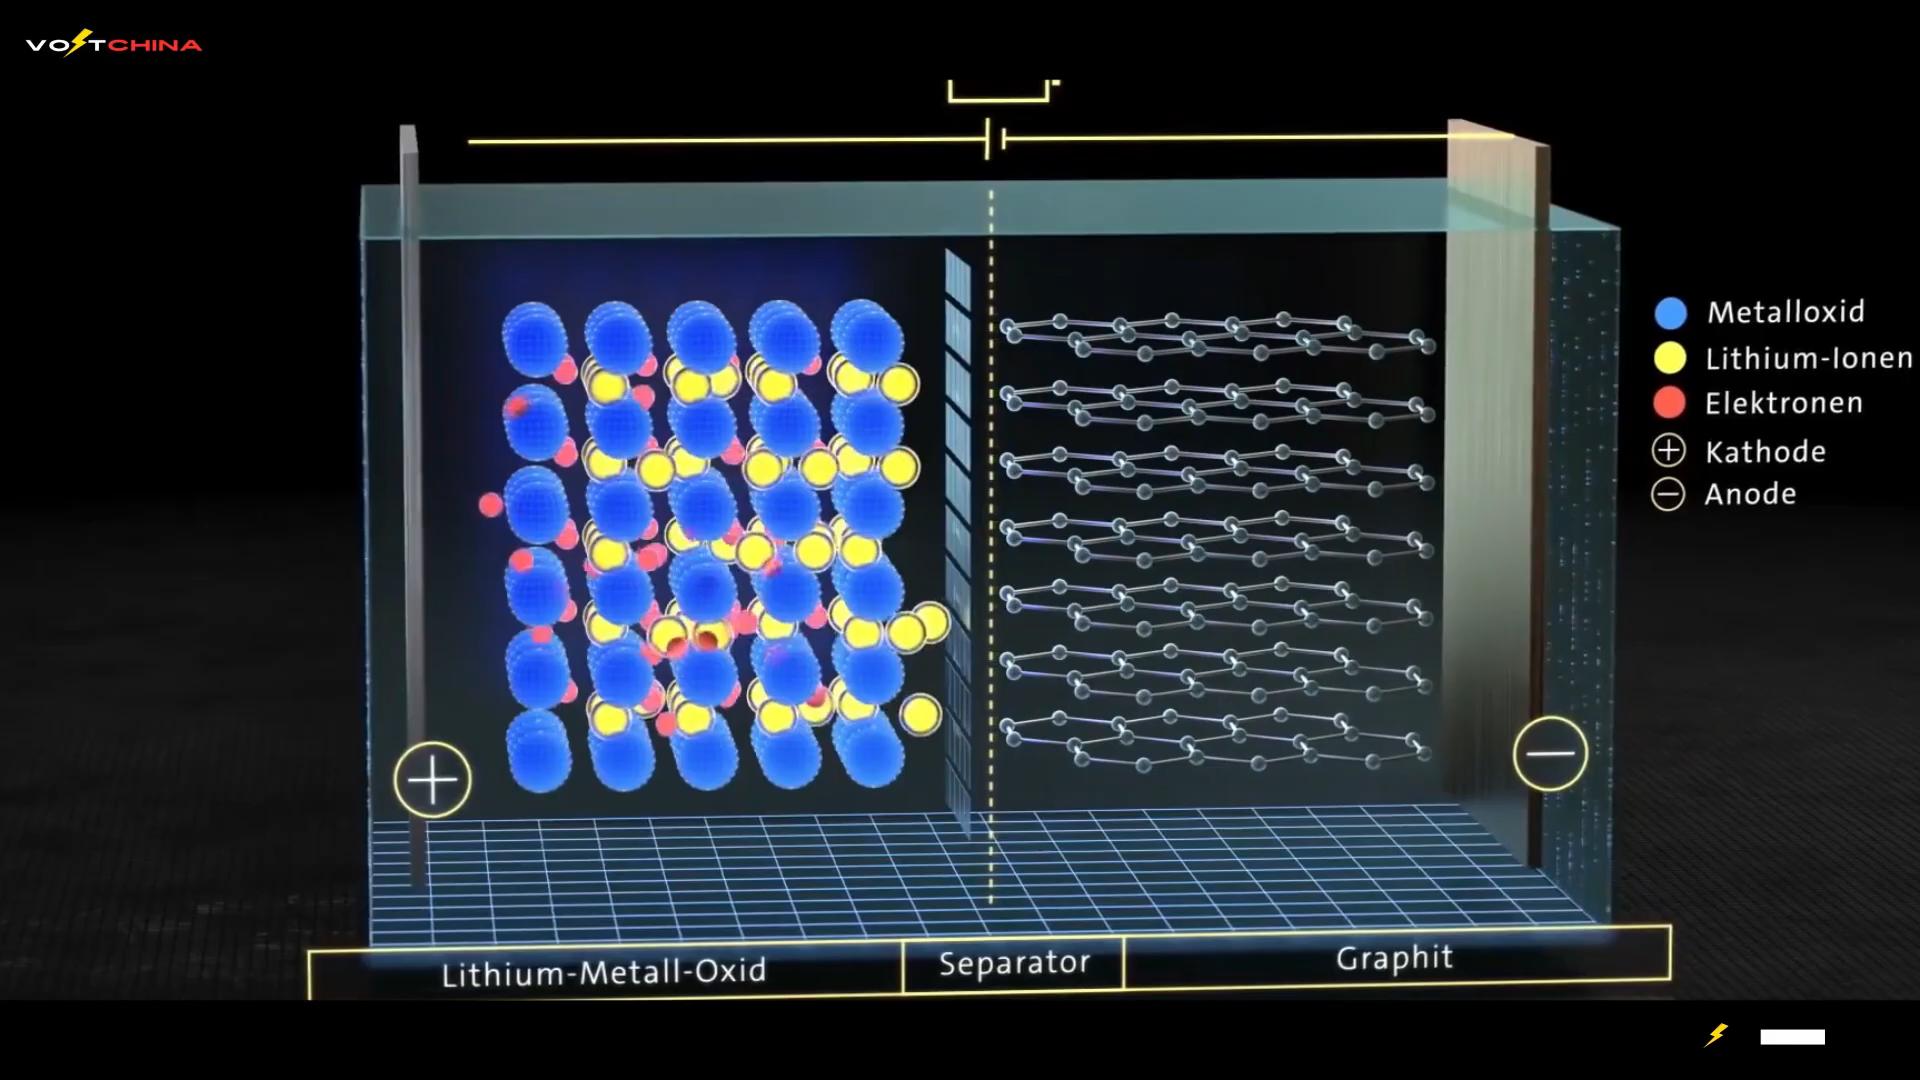 VOLTCHINA
Metalloxid
Lithium-Ionen
Elektronen
+ Kathode
− Anode
+
−
Lithium-Metall-Oxid
Separator
Graphit